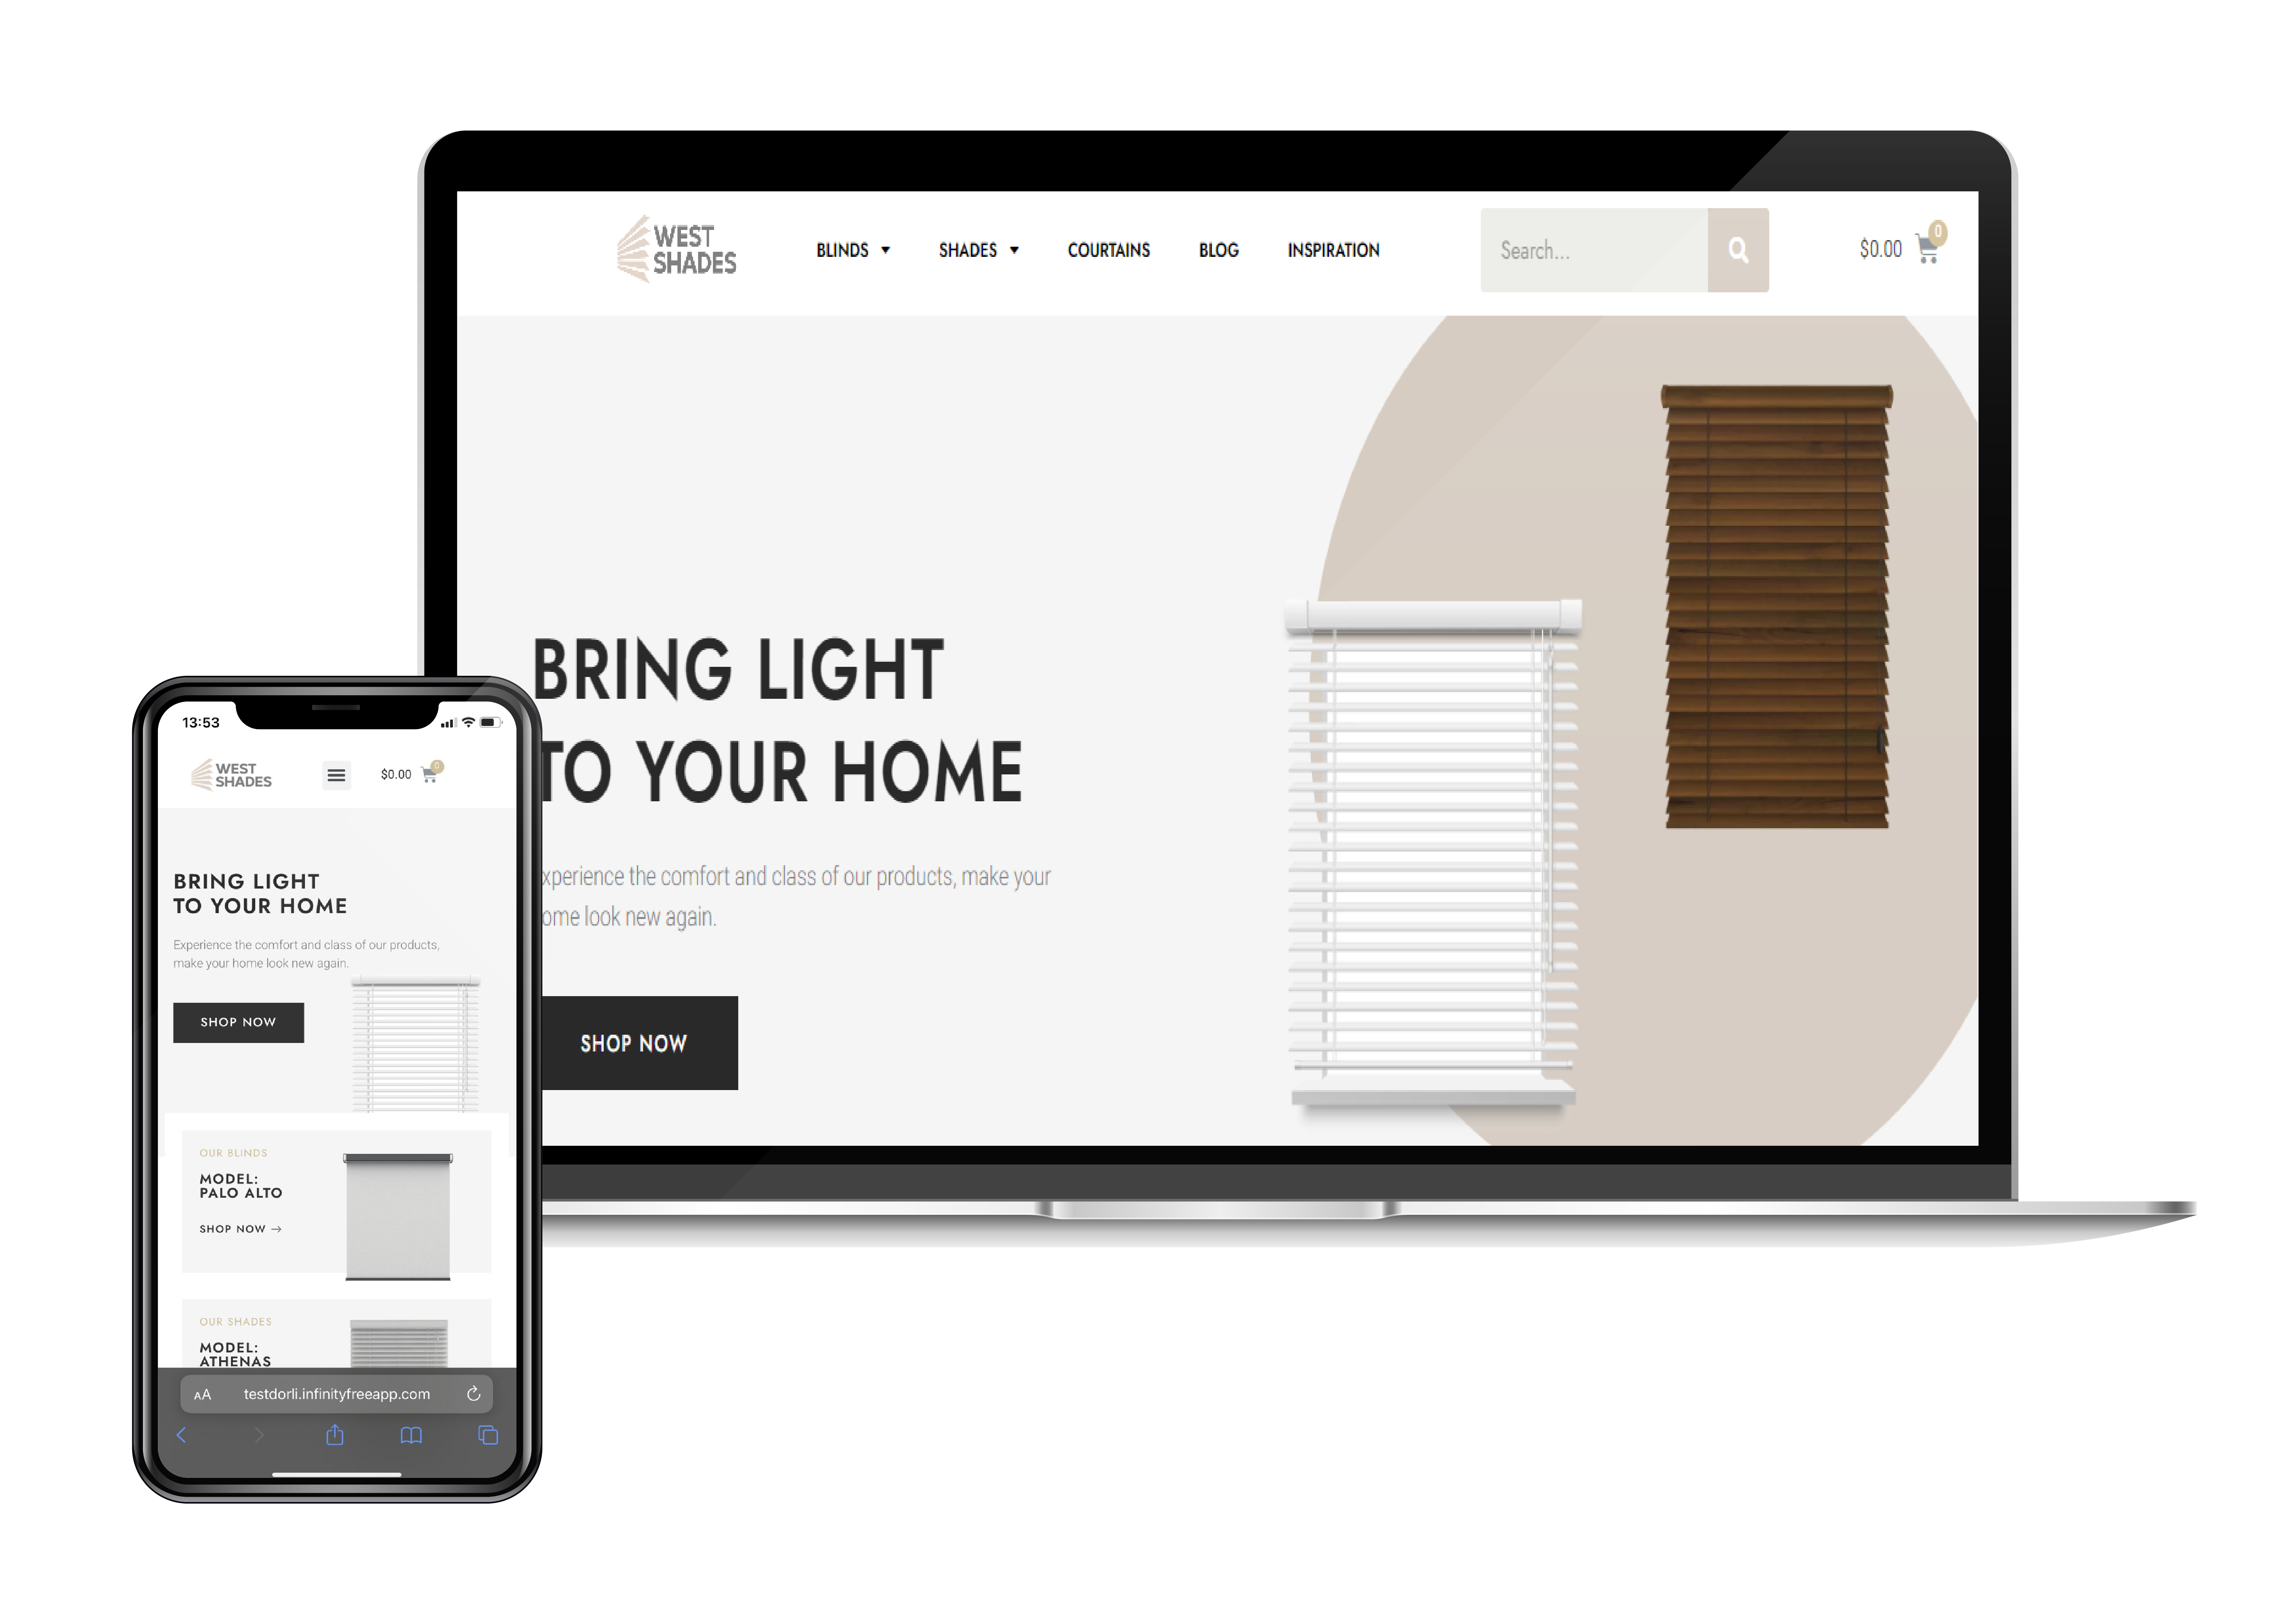 WEST
SHADES
BLINDS
SHADES
COURTAINS
BLOG
INSPIRATION
Search...
$0.00
0
BRING LIGHT
TO YOUR HOME
xperience the comfort and class of our products, make your
ome look new again.
SHOP NOW
13:53
WEST
SHADES
$0.00
0
BRING LIGHT
TO YOUR HOME
Experience the comfort and class of our products,
make your home look new again.
SHOP NOW
OUR BLINDS
MODEL:
PALO ALTO
SHOP NOW →
OUR SHADES
MODEL:
ATHENAS
AA testdorli.infinityfreeapp.com